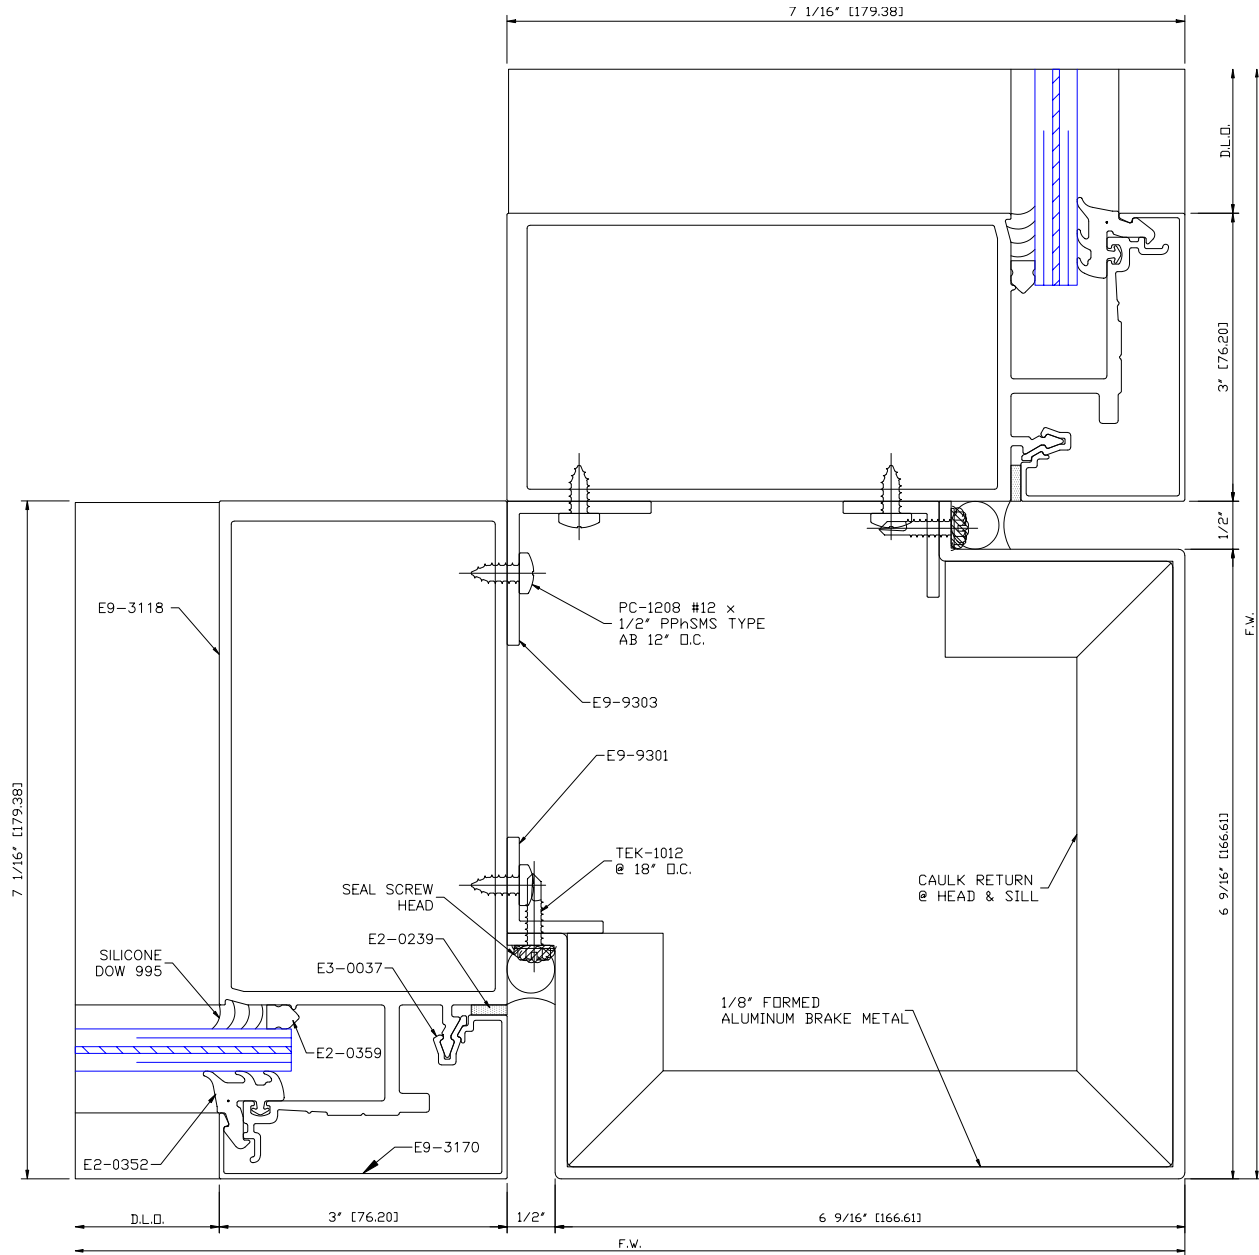 7 1/16" [179.38]
D.L.O.
3" [76.20]
1/2"
F.W.
E9-3118
PC-1208 #12 x
1/2" PPhSMS TYPE
AB 12" O.C.
E9-9303
E9-9301
7 1/16" [179.38]
TEK-1012
@ 18" O.C.
SEAL SCREW
HEAD
CAULK RETURN
@ HEAD & SILL
6 9/16" [166.61]
E2-0239
SILICONE
DOW 995
E3-0037
1/8" FORMED
ALUMINUM BRAKE METAL
E2-0359
E9-3170
E2-0352
D.L.O.
3" [76.20]
1/2"
6 9/16" [166.61]
F.W.